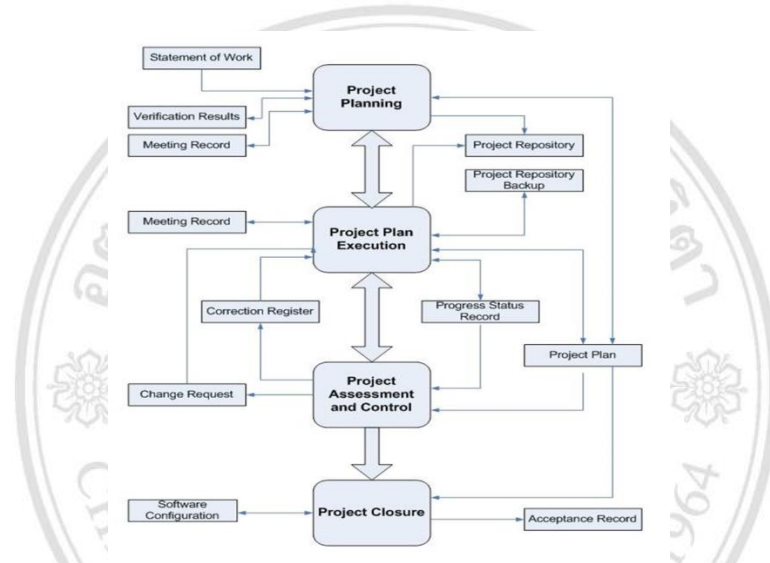 Statement of Work
Project
Planning
Verification Results
Meeting Record
Project Repository
Project Repository
Backup
Meeting Record
Project Plan
Execution
Correction Register
Progress Status
Record
Project Plan
Change Request
Project
Assessment
and Control
Software
Configuration
Project Closure
Acceptance Record
1964